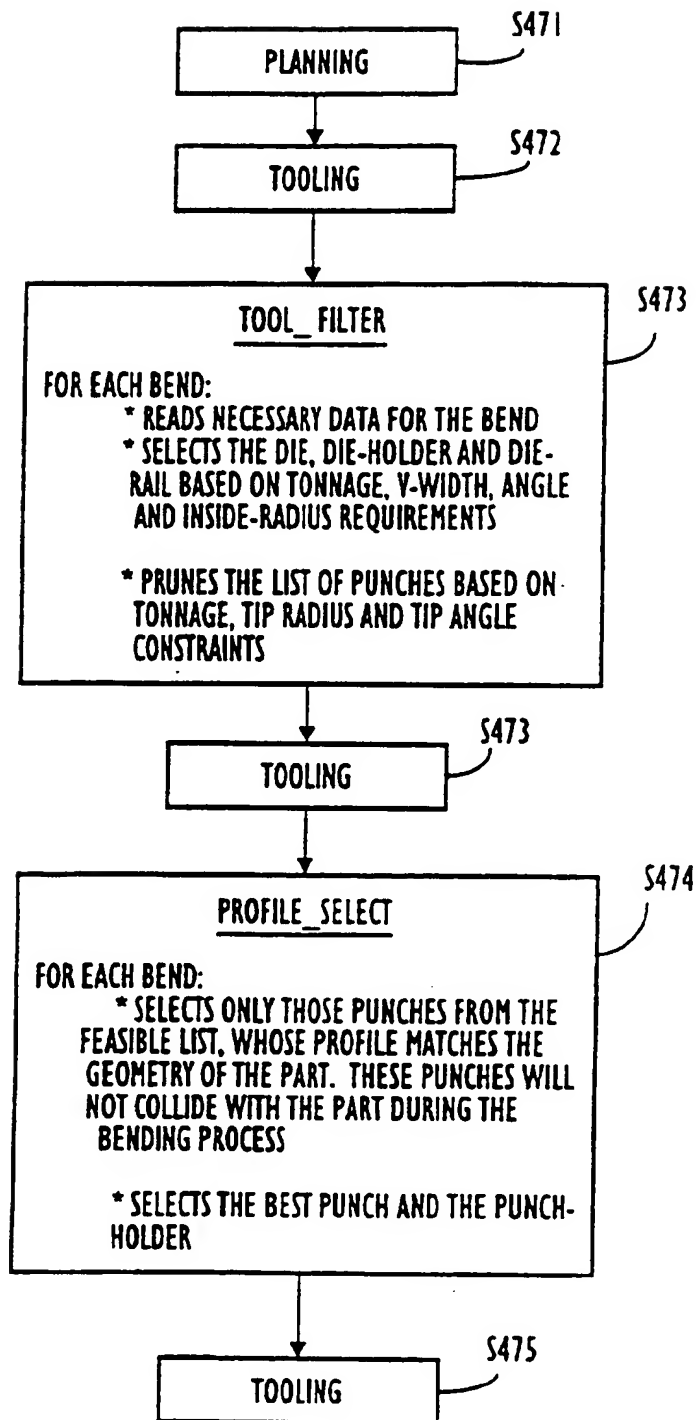 S471
PLANNING
S472
TOOLING
S473
TOOL_FILTER
FOR EACH BEND:
* READS NECESSARY DATA FOR THE BEND
* SELECTS THE DIE, DIE-HOLDER AND DIE-
RAIL BASED ON TONNAGE, V-WIDTH, ANGLE
AND INSIDE-RADIUS REQUIREMENTS
* PRUNES THE LIST OF PUNCHES BASED ON
TONNAGE, TIP RADIUS AND TIP ANGLE
CONSTRAINTS
S473
TOOLING
S474
PROFILE_SELECT
FOR EACH BEND:
* SELECTS ONLY THOSE PUNCHES FROM THE
FEASIBLE LIST, WHOSE PROFILE MATCHES THE
GEOMETRY OF THE PART. THESE PUNCHES WILL
NOT COLLIDE WITH THE PART DURING THE
BENDING PROCESS
* SELECTS THE BEST PUNCH AND THE PUNCH-
HOLDER
S475
TOOLING